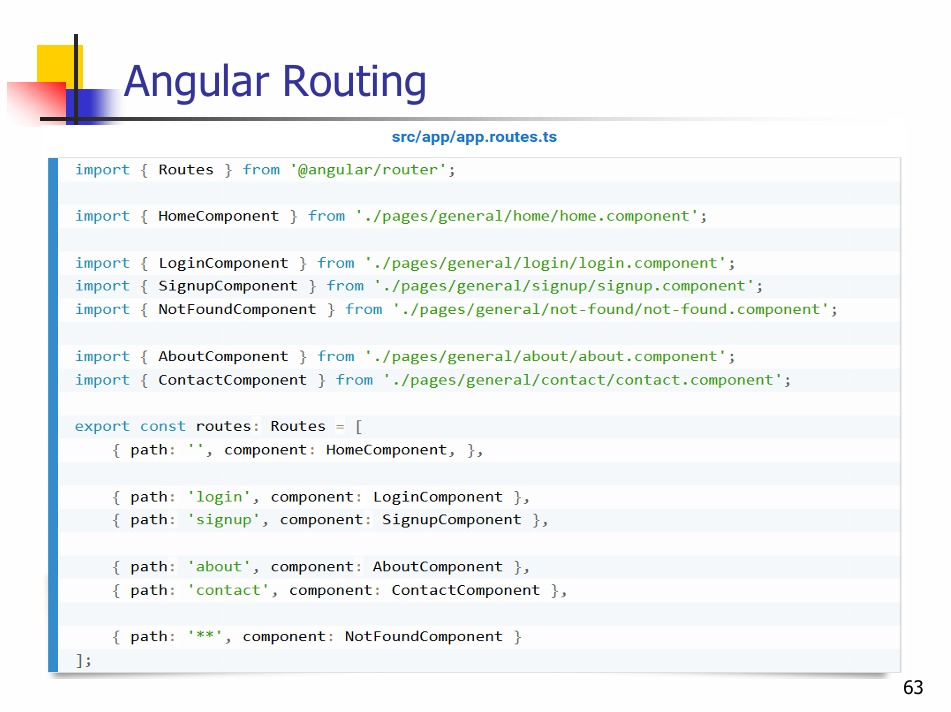 Angular Routing
src/app/app.routes.ts
import { Routes } from '@angular/router';
import { HomeComponent } from './pages/general/home/home.component';
import { LoginComponent } from './pages/general/login/login.component';
import { SignupComponent } from './pages/general/signup/signup.component';
import { NotFoundComponent } from './pages/general/not-found/not-found.component';
import { AboutComponent } from './pages/general/about/about.component';
import { ContactComponent } from './pages/general/contact/contact.component';
export const routes: Routes = [
{ path: '', component: HomeComponent, },
{ path: 'login', component: LoginComponent },
{ path: 'signup', component: SignupComponent },
{ path: 'about', component: AboutComponent },
{ path: 'contact', component: ContactComponent },
{ path: '**', component: NotFoundComponent }
];
63